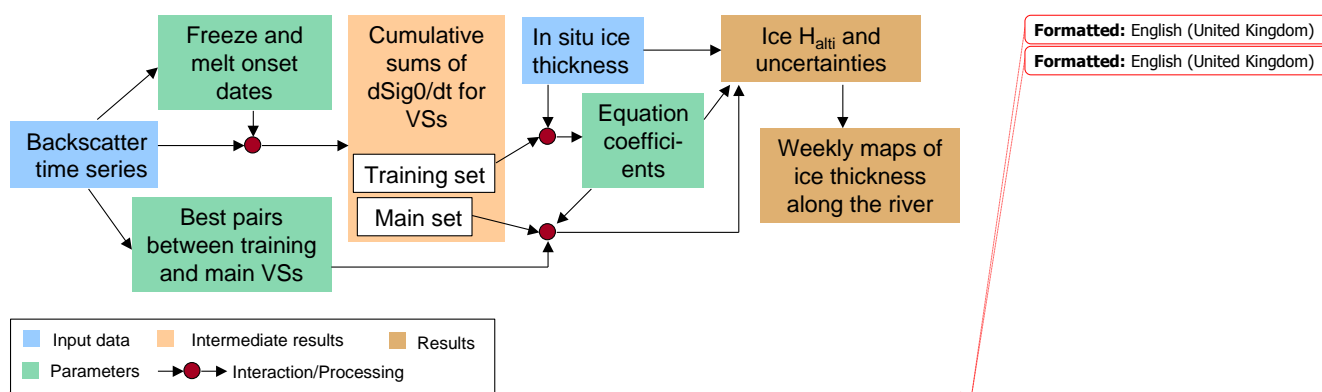 Backscatter
time series
Freeze and
melt onset
dates
Best pairs
between training
and main VSs
Cumulative
sums of
dSig0/dt for
VSs
Training set
Main set
In situ ice
thickness
Equation
coeffici-
ents
Ice Halti and
uncertainties
Weekly maps of
ice thickness
along the river
Input data
Intermediate results
Results
Parameters
Interaction/Processing
Formatted: English (United Kingdom)
Formatted: English (United Kingdom)